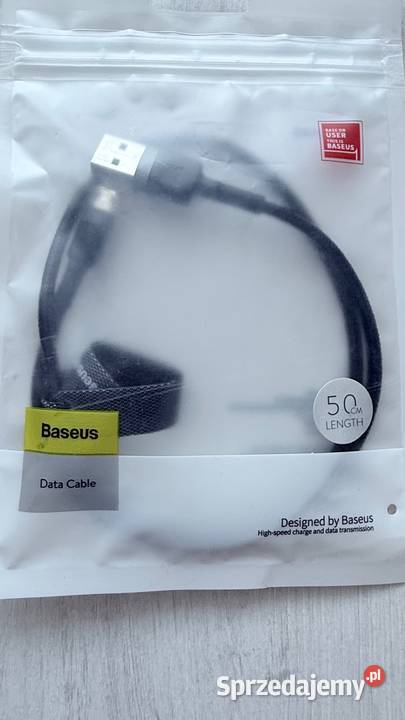 BASE ON
USER
THIS IS
BASEUS
50CM
LENGTH
Baseus
Data Cable
Designed by Baseus
High-speed charge and data transmission
Sprzedajemy.pl